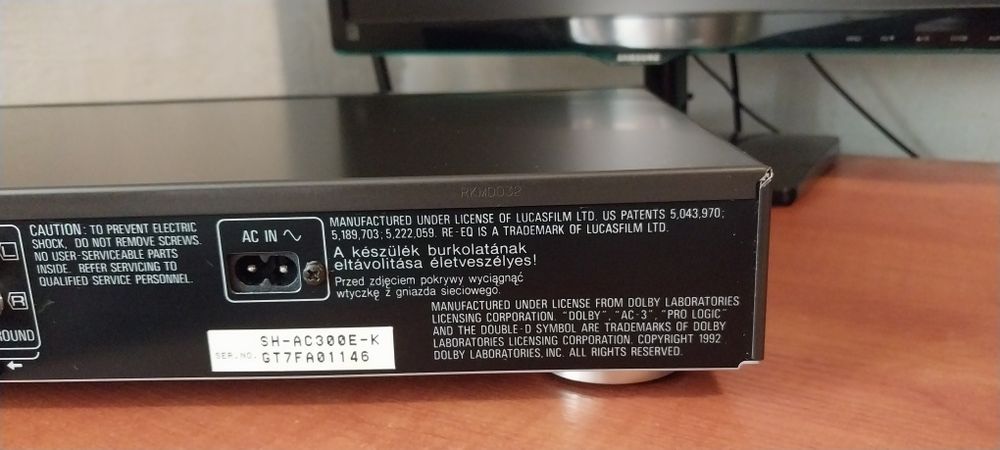 SAMSUNG
RKM0032
CAUTION: TO PREVENT ELECTRIC
SHOCK, DO NOT REMOVE SCREWS.
NO USER-SERVICEABLE PARTS
INSIDE. REFER SERVICING TO
QUALIFIED SERVICE PERSONNEL.
L
R
ROUND
AC IN ∿
MANUFACTURED UNDER LICENSE OF LUCASFILM LTD. US PATENTS 5,043,970;
5,189,703; 5,222,059. RE-EQ IS A TRADEMARK OF LUCASFILM LTD.
A készülék burkolatának
eltávolitása életveszélyes!
Przed zdjęciem pokrywy wyciągnąć
wtyczkę z gniazda sieciowego.
MANUFACTURED UNDER LICENSE FROM DOLBY LABORATORIES
LICENSING CORPORATION. "DOLBY", "AC-3", "PRO LOGIC"
AND THE DOUBLE-D SYMBOL ARE TRADEMARKS OF DOLBY
LABORATORIES LICENSING CORPORATION. COPYRIGHT 1992
DOLBY LABORATORIES, INC. ALL RIGHTS RESERVED.
SH-AC300E-K
SER.NO. GT7FA01146